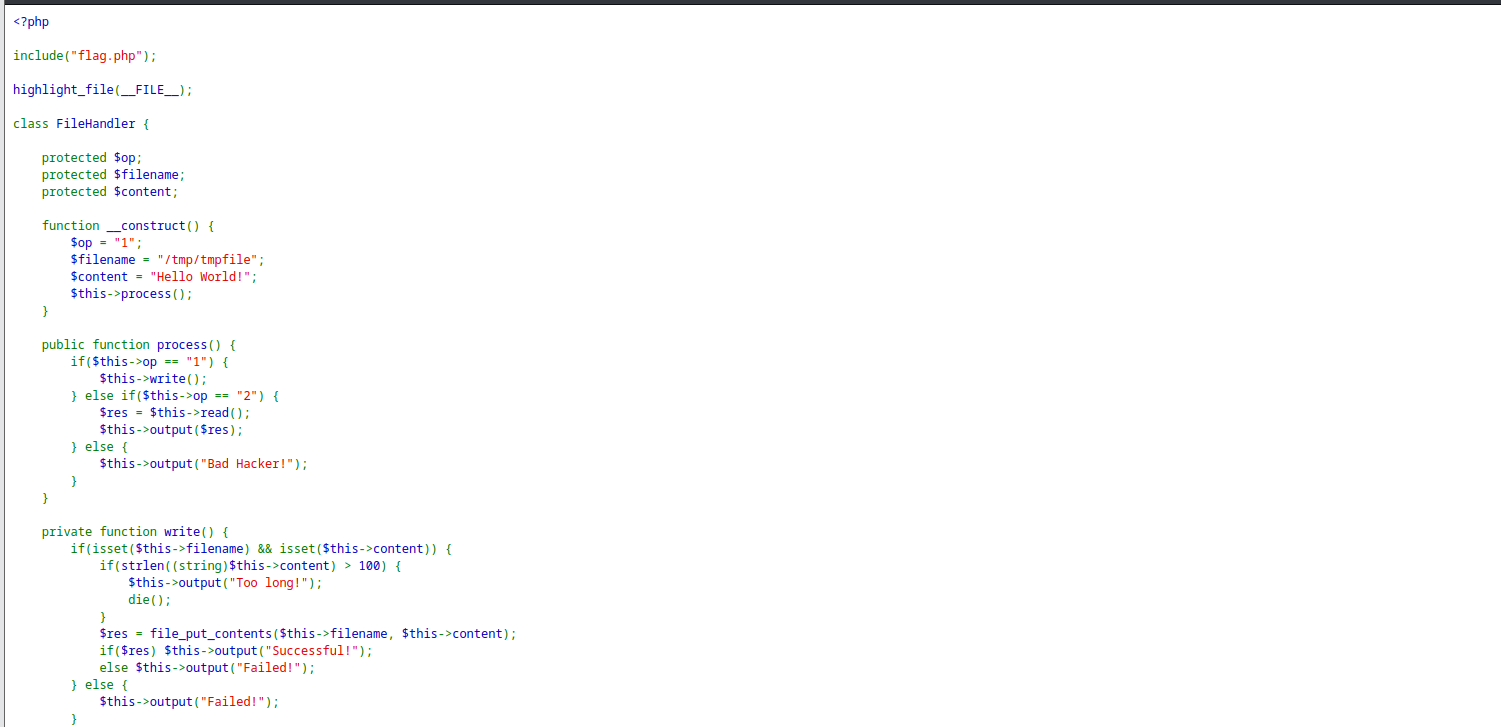 <?php
include("flag.php");
highlight_file(__FILE__);
class FileHandler {
    protected $op;
    protected $filename;
    protected $content;
    function __construct() {
        $op = "1";
        $filename = "/tmp/tmpfile";
        $content = "Hello World!";
        $this->process();
    }
    public function process() {
        if($this->op == "1") {
            $this->write();
        } else if($this->op == "2") {
            $res = $this->read();
            $this->output($res);
        } else {
            $this->output("Bad Hacker!");
        }
    }
    private function write() {
        if(isset($this->filename) && isset($this->content)) {
            if(strlen((string)$this->content) > 100) {
                $this->output("Too long!");
                die();
            }
            $res = file_put_contents($this->filename, $this->content);
            if($res) $this->output("Successful!");
            else $this->output("Failed!");
        } else {
            $this->output("Failed!");
        }